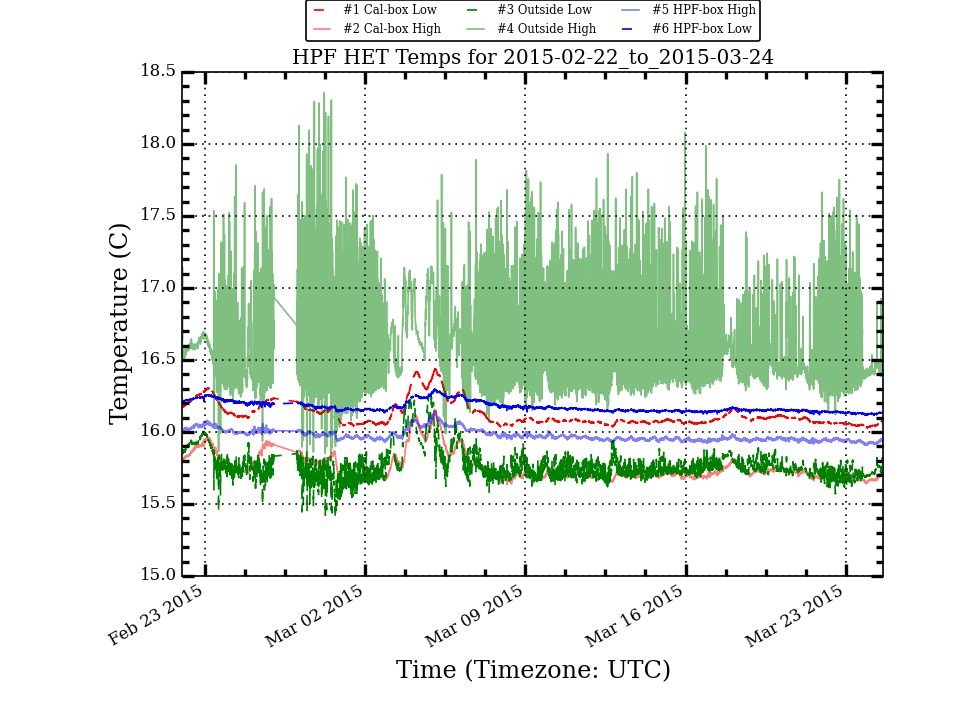 #1 Cal-box Low #3 Outside Low #5 HPF-box High
#2 Cal-box High #4 Outside High #6 HPF-box Low
HPF HET Temps for 2015-02-22_to_2015-03-24
18.5
18.0
17.5
17.0
16.5
16.0
15.5
15.0
Temperature (C)
Feb 23 2015 Mar 02 2015 Mar 09 2015 Mar 16 2015 Mar 23 2015
Time (Timezone: UTC)